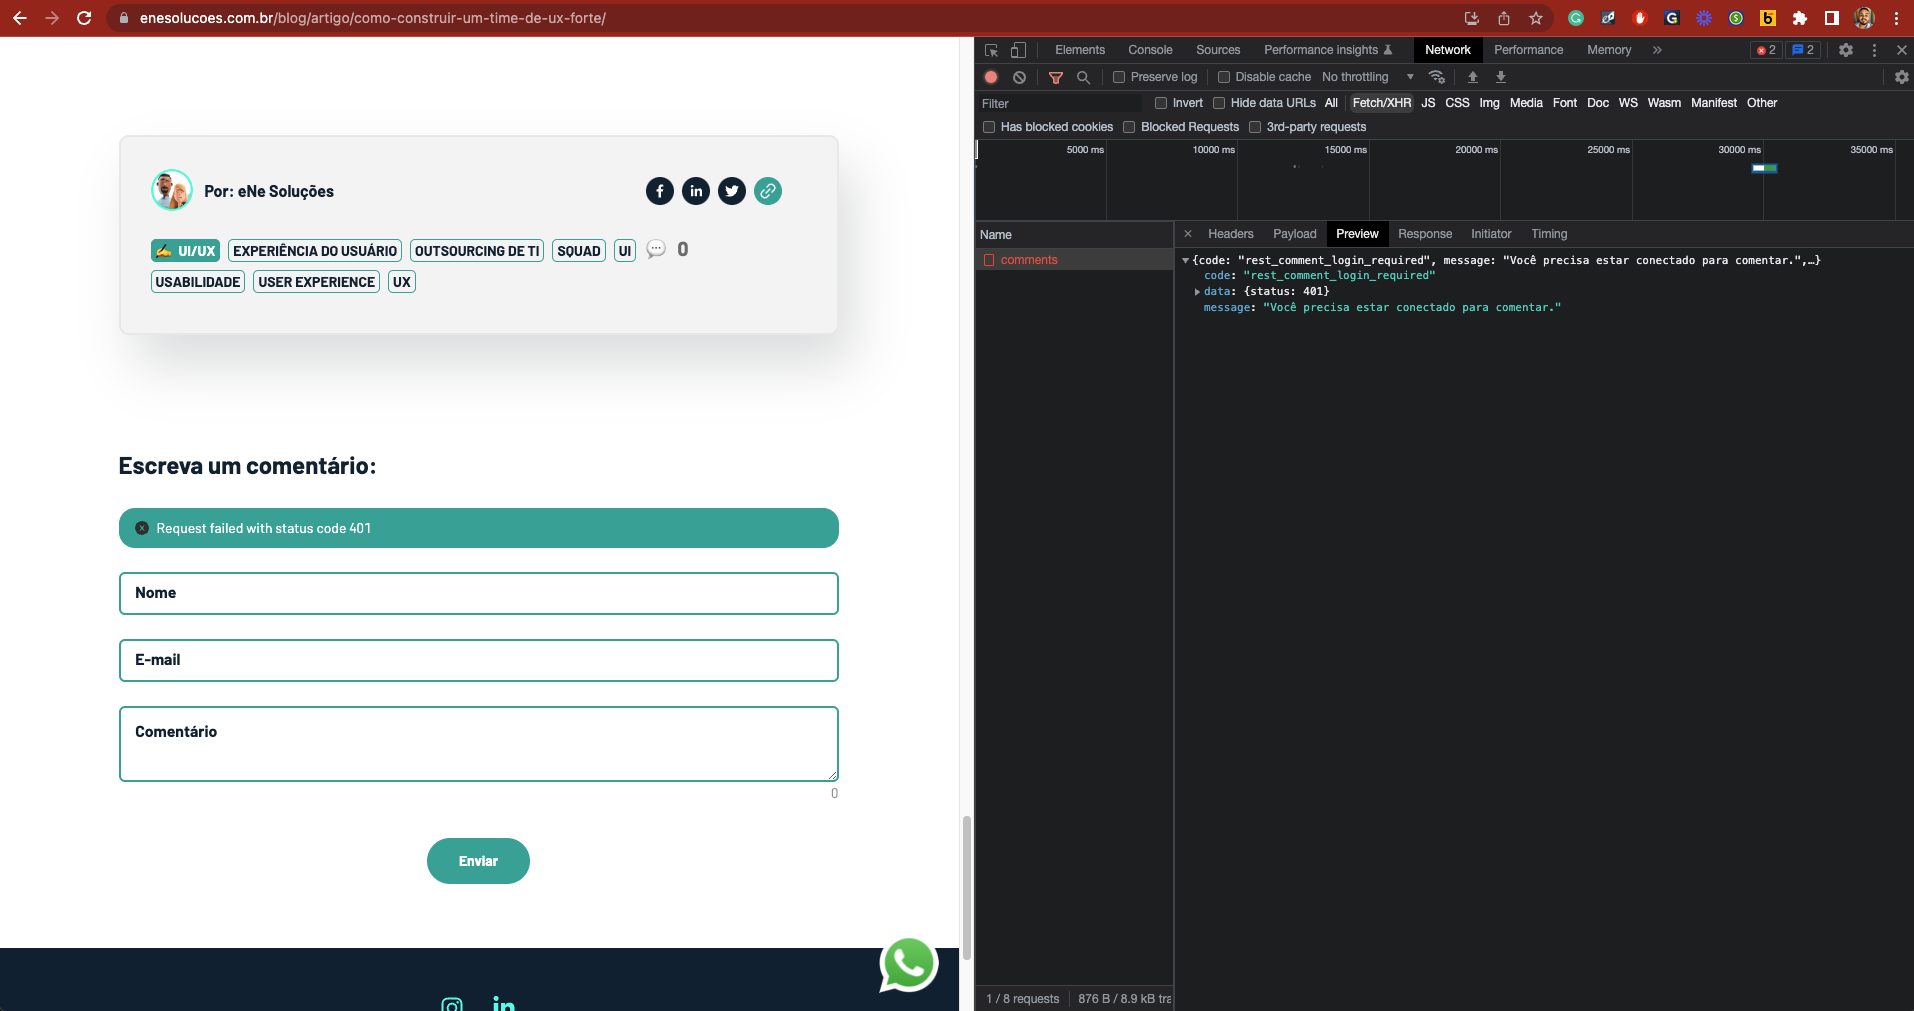 enesolucoes.com.br/blog/artigo/como-construir-um-time-de-ux-forte/
Por: eNe Soluções
UI/UX EXPERIÊNCIA DO USUÁRIO OUTSOURCING DE TI SQUAD UI 0
USABILIDADE USER EXPERIENCE UX
Escreva um comentário:
Request failed with status code 401
Nome
E-mail
Comentário
0
Enviar
Elements Console Sources Performance insights Network Performance Memory 2 2
Preserve log Disable cache No throttling
Filter Invert Hide data URLs All Fetch/XHR JS CSS Img Media Font Doc WS Wasm Manifest Other
Has blocked cookies Blocked Requests 3rd-party requests
5000 ms 10000 ms 15000 ms 20000 ms 25000 ms 30000 ms 35000 ms
Name
comments
Headers Payload Preview Response Initiator Timing
{code: "rest_comment_login_required", message: "Você precisa estar conectado para comentar.",…}
code: "rest_comment_login_required"
data: {status: 401}
message: "Você precisa estar conectado para comentar."
1 / 8 requests 876 B / 8.9 kB tra